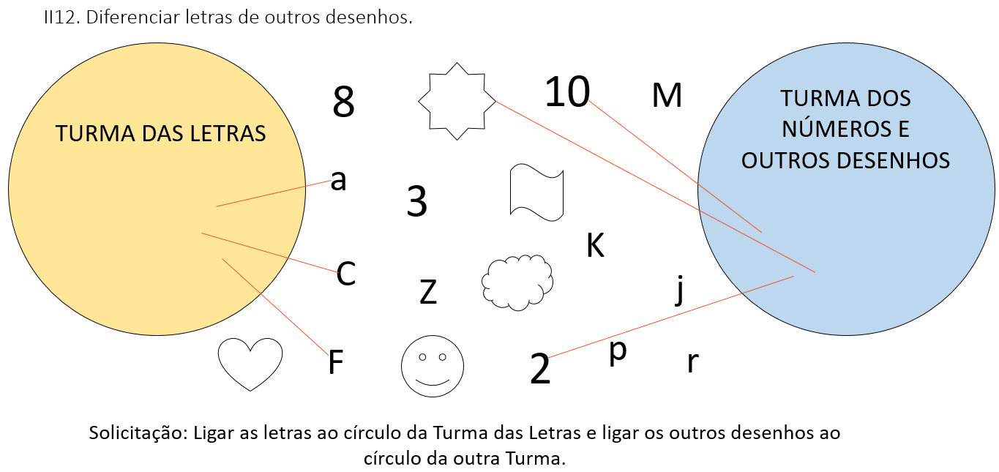 II12. Diferenciar letras de outros desenhos.
TURMA DAS LETRAS
8
10
M
TURMA DOS
NÚMEROS E
OUTROS DESENHOS
a
3
K
C
Z
j
F
2
p
r
Solicitação: Ligar as letras ao círculo da Turma das Letras e ligar os outros desenhos ao
círculo da outra Turma.